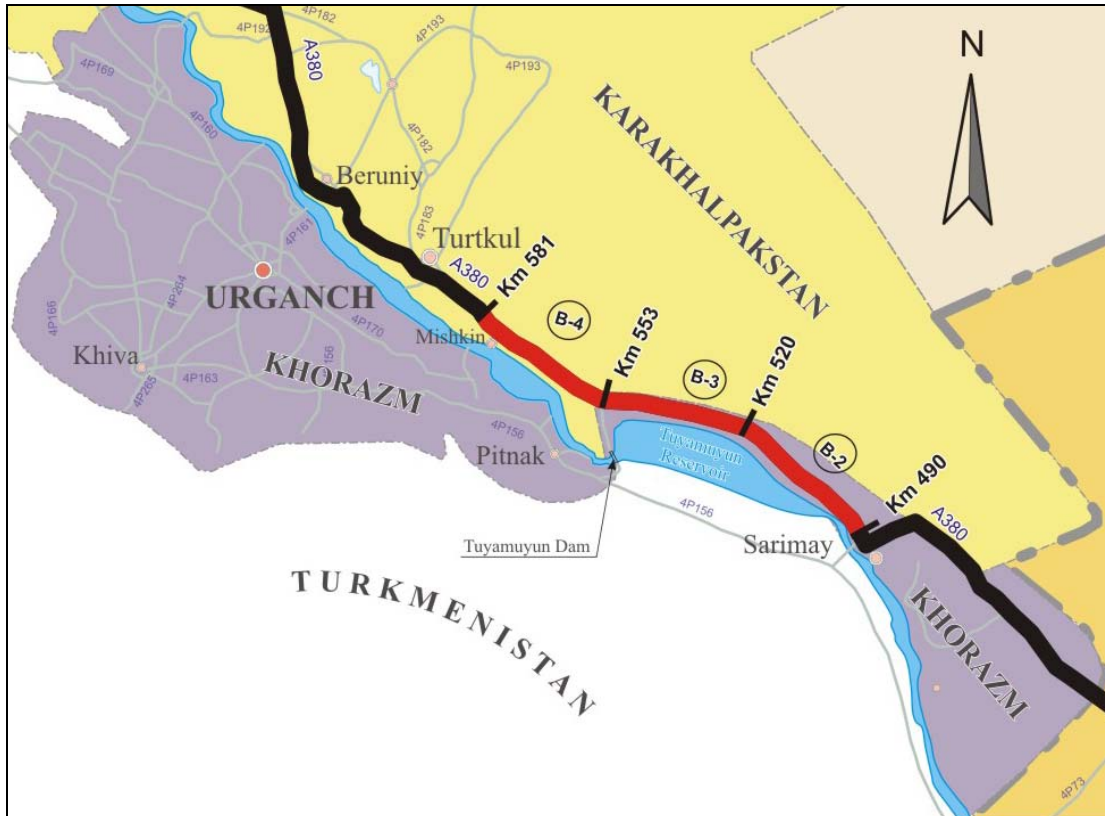 4P182
4P193
4P192
A380
N
4P169
4P193
4P160
4P182
KARAKHALPAKSTAN
Beruniy
4P183
4P161
Turtkul
A380
Km 581
URGANCH
4P264
B-4
Km 553
4P166
4P170
Mishkin
B-3
Km 520
Khiva
156
4P265
4P163
KHORAZM
4P156
Pitnak
Tuyamuyun
Reservoir
B-2
Km 490
A380
4P156
Sarimay
Tuyamuyun Dam
TURKMENISTAN
KHORAZM
4P73